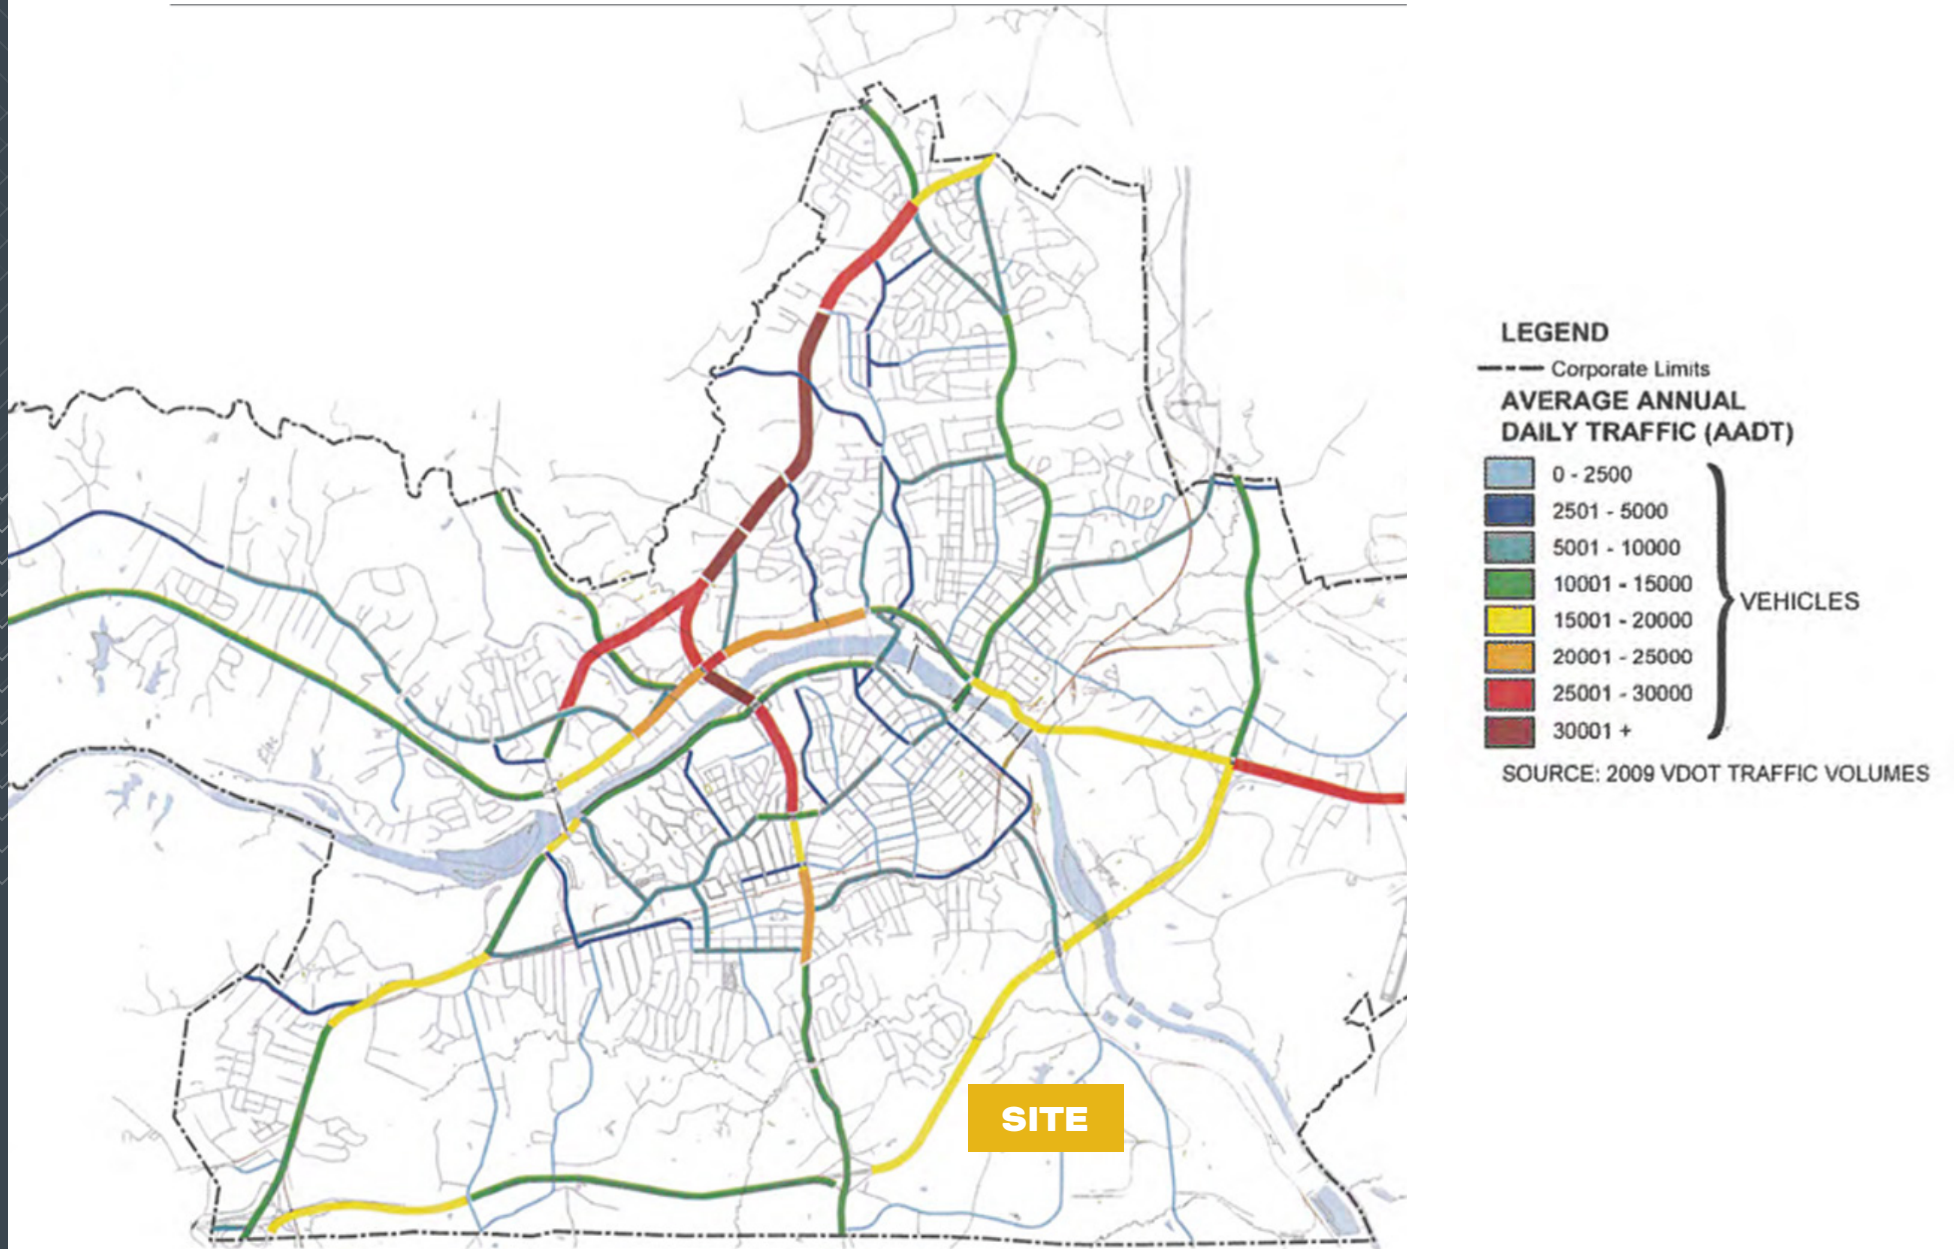 LEGEND
Corporate Limits
AVERAGE ANNUAL
DAILY TRAFFIC (AADT)
0 - 2500
2501 - 5000
5001 - 10000
10001 - 15000
15001 - 20000
20001 - 25000
25001 - 30000
30001 +
VEHICLES
SOURCE: 2009 VDOT TRAFFIC VOLUMES
SITE